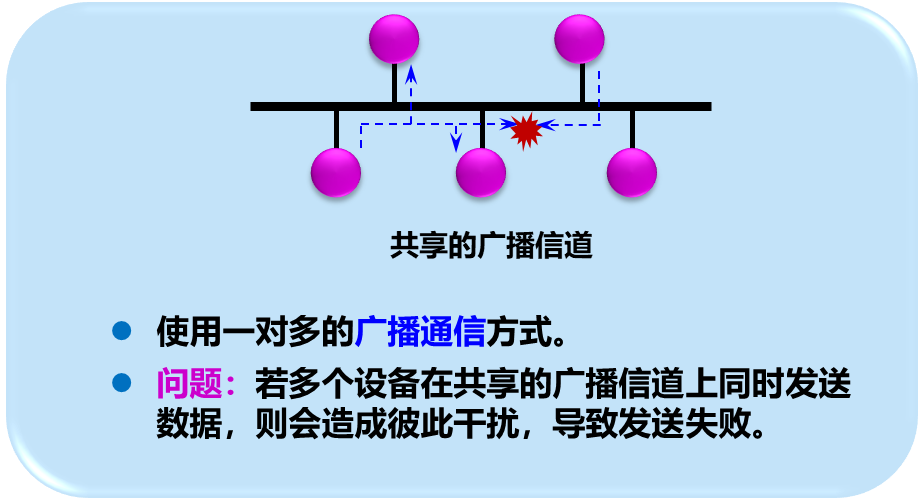 共享的广播信道
使用一对多的广播通信方式。
问题：若多个设备在共享的广播信道上同时发送
数据，则会造成彼此干扰，导致发送失败。